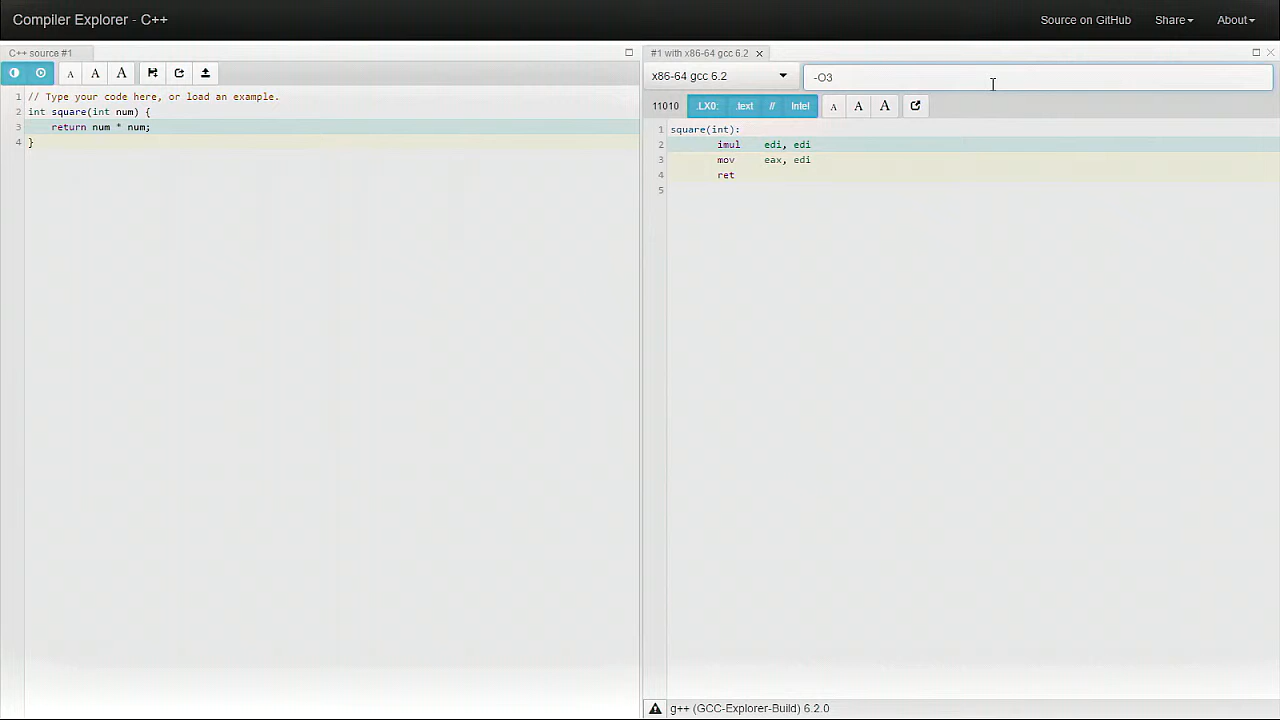 Compiler Explorer - C++
Source on GitHub
Share
About
C++ source #1
A A A
1 // Type your code here, or load an example.
2 int square(int num) {
3 return num * num;
4 }
#1 with x86-64 gcc 6.2
x86-64 gcc 6.2
-O3
11010 .LX0: .text // Intel A A A
1 square(int):
2 imul edi, edi
3 mov eax, edi
4 ret
5
g++ (GCC-Explorer-Build) 6.2.0